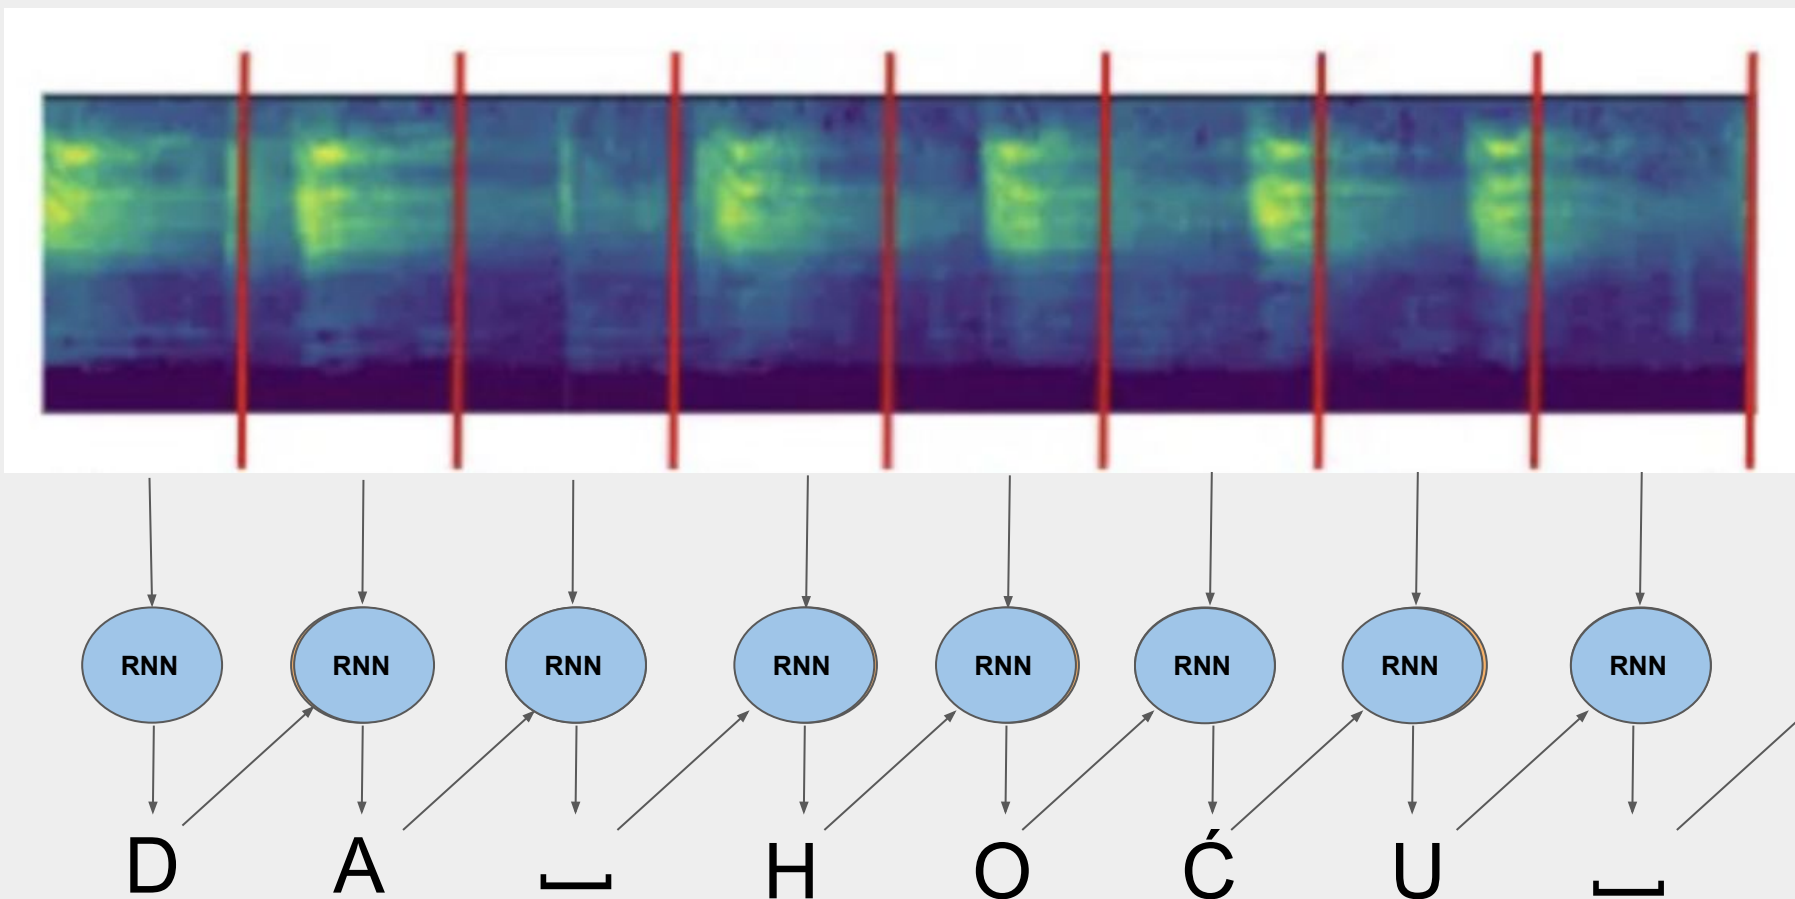 RNN RNN RNN RNN RNN RNN RNN RNN
D A ⎵ H O Ć U ⎵